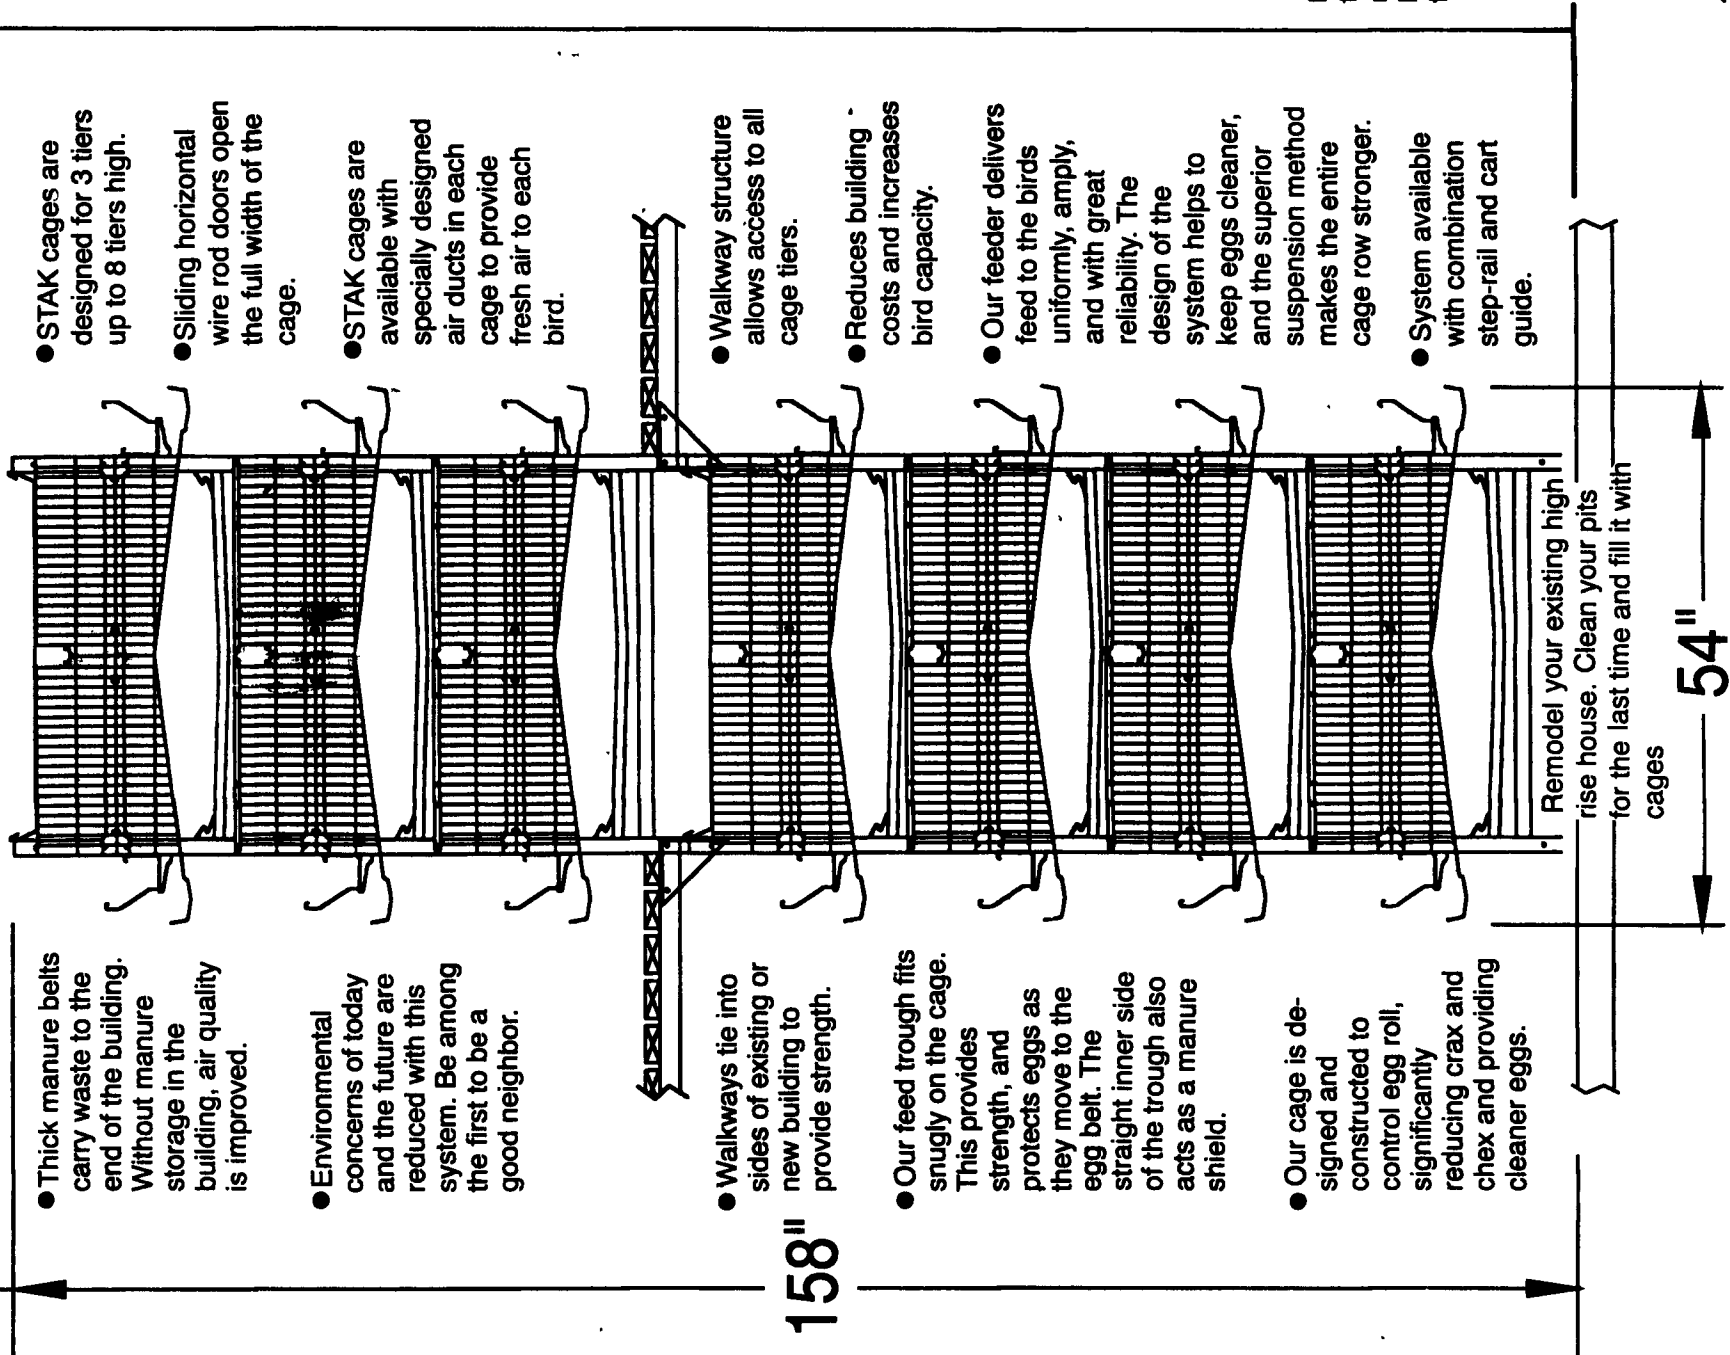 ● Thick manure belts
carry waste to the
end of the building.
Without manure
storage in the
building, air quality
is improved.
● Environmental
concerns of today
and the future are
reduced with this
system. Be among
the first to be a
good neighbor.
158"
● Walkways tie into
sides of existing or
new building to
provide strength.
● Our feed trough fits
snugly on the cage.
This provides
strength, and
protects eggs as
they move to the
egg belt. The
straight inner side
of the trough also
acts as a manure
shield.
● Our cage is de-
signed and
constructed to
control egg roll,
significantly
reducing crax and
chex and providing
cleaner eggs.
● STAK cages are
designed for 3 tiers
up to 8 tiers high.
● Sliding horizontal
wire rod doors open
the full width of the
cage.
● STAK cages are
available with
specially designed
air ducts in each
cage to provide
fresh air to each
bird.
● Walkway structure
allows access to all
cage tiers.
● Reduces building
costs and increases
bird capacity.
● Our feeder delivers
feed to the birds
uniformly, amply,
and with great
reliability. The
design of the
system helps to
keep eggs cleaner,
and the superior
suspension method
makes the entire
cage row stronger.
● System available
with combination
step-rail and cart
guide.
Remodel your existing high
rise house. Clean your pits
for the last time and fill it with
cages
54"